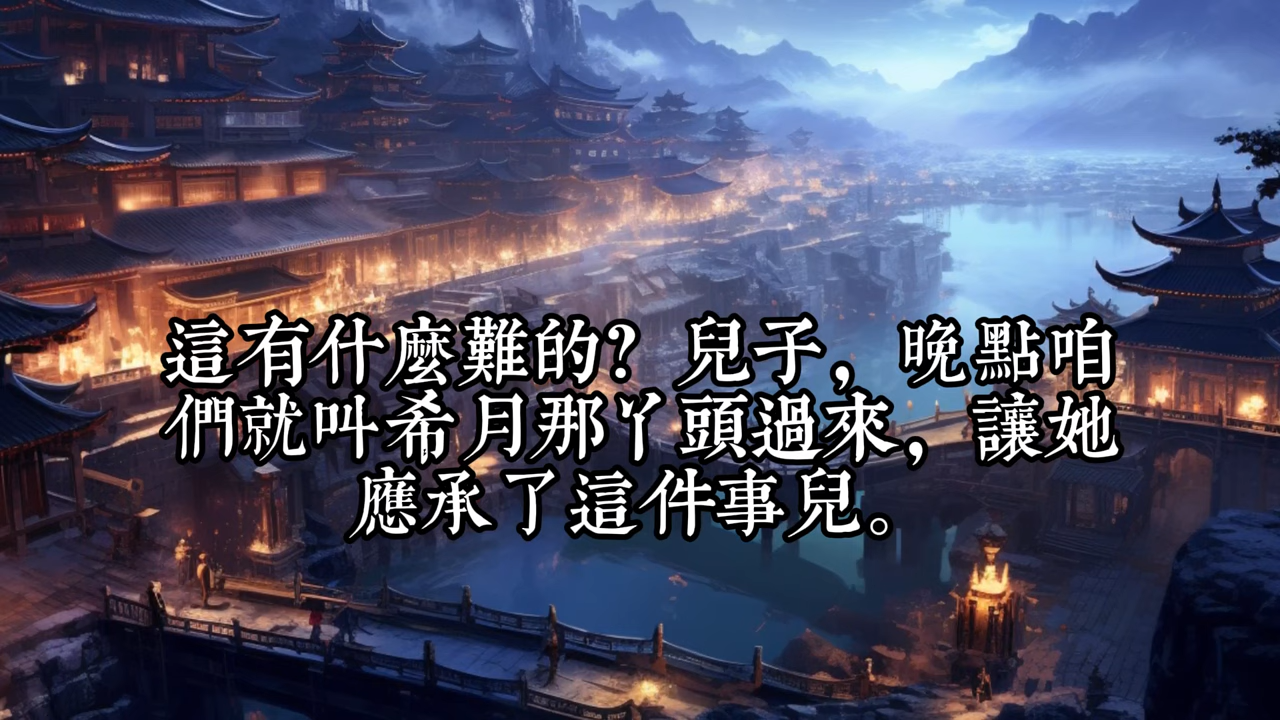 這有什麼難的？兒子，晚點咱
們就叫希月那丫頭過來，讓她
應承了這件事兒。